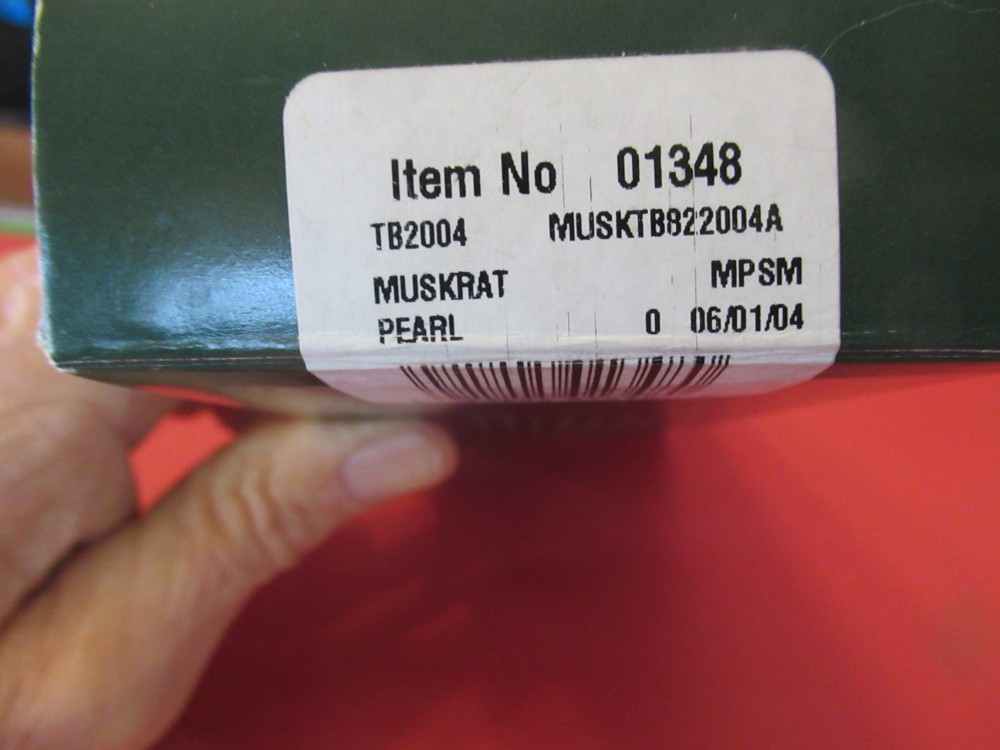 Item No 01348
TB2004 MUSKTB822004A
MUSKRAT MPSM
PEARL 0 06/01/04